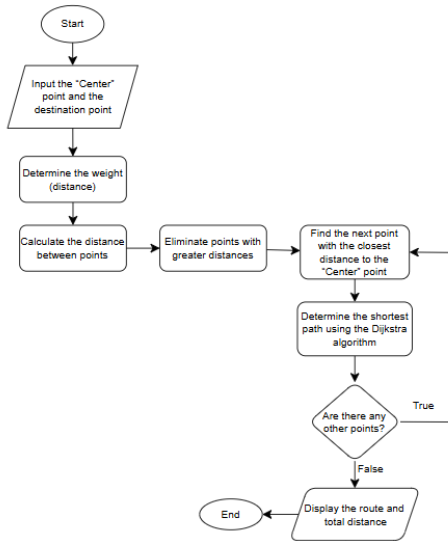 Start
Input the "Center"
point and the
destination point
Determine the weight
(distance)
Calculate the distance
between points
Eliminate points with
greater distances
Find the next point
with the closest
distance to the
"Center" point
Determine the shortest
path using the Dijkstra
algorithm
Are there any
other points?
True
False
Display the route and
total distance
End